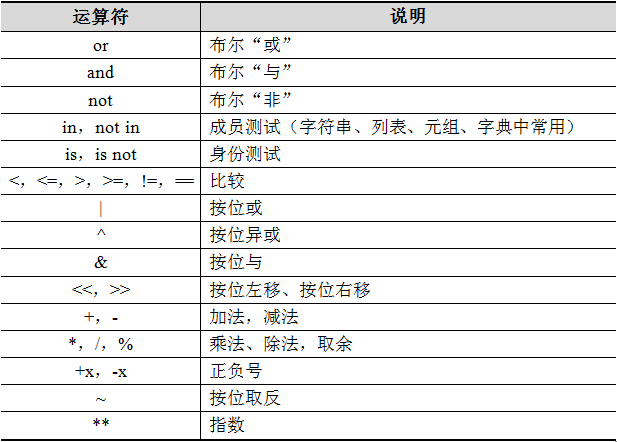 运算符 说明
or 布尔“或”
and 布尔“与”
not 布尔“非”
in，not in 成员测试（字符串、列表、元组、字典中常用）
is，is not 身份测试
<，<=，>，>=，!=，== 比较
| 按位或
^ 按位异或
& 按位与
<<，>> 按位左移、按位右移
+，- 加法，减法
*，/，% 乘法、除法，取余
+x，-x 正负号
~ 按位取反
** 指数